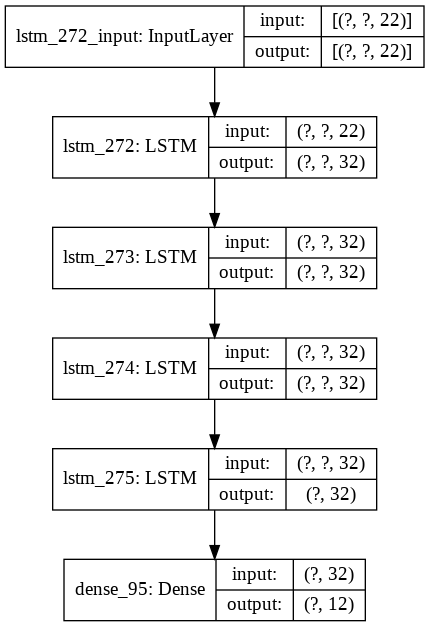 lstm_272_input: InputLayer
input: [(?, ?, 22)]
output: [(?, ?, 22)]
lstm_272: LSTM
input: (?, ?, 22)
output: (?, ?, 32)
lstm_273: LSTM
input: (?, ?, 32)
output: (?, ?, 32)
lstm_274: LSTM
input: (?, ?, 32)
output: (?, ?, 32)
lstm_275: LSTM
input: (?, ?, 32)
output: (?, 32)
dense_95: Dense
input: (?, 32)
output: (?, 12)